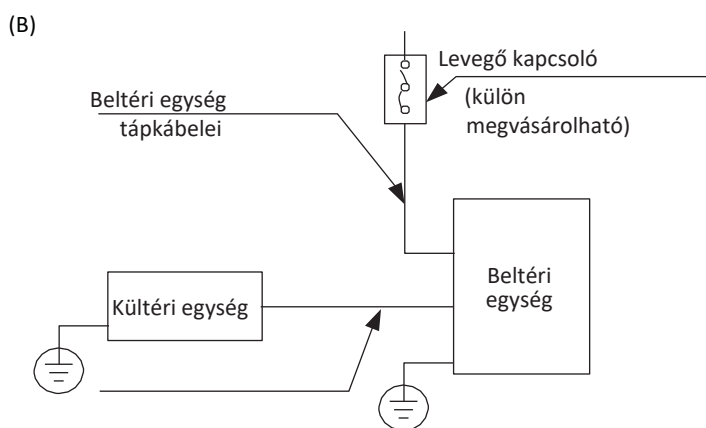 (B)
Levegő kapcsoló
(külön
megvásárolható)
Beltéri egység
tápkábelei
Beltéri
egység
Kültéri egység